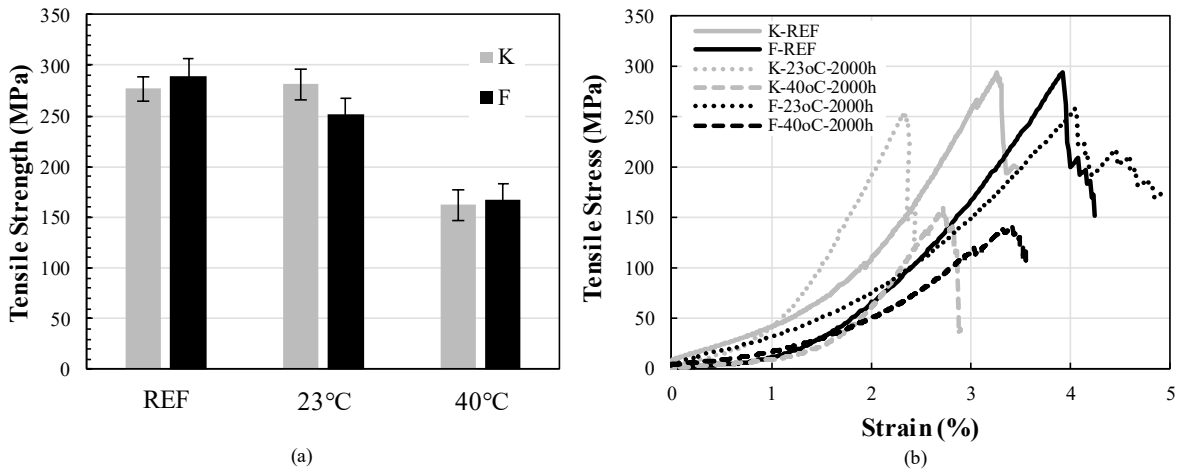 Tensile Strength (MPa)
350
300
250
200
150
100
50
0
K
F
REF
23°C
40°C
(a)
Tensile Stress (MPa)
350
300
250
200
150
100
50
0
K-REF
F-REF
K-23oC-2000h
K-40oC-2000h
F-23oC-2000h
F-40oC-2000h
0 1 2 3 4 5
Strain (%)
(b)